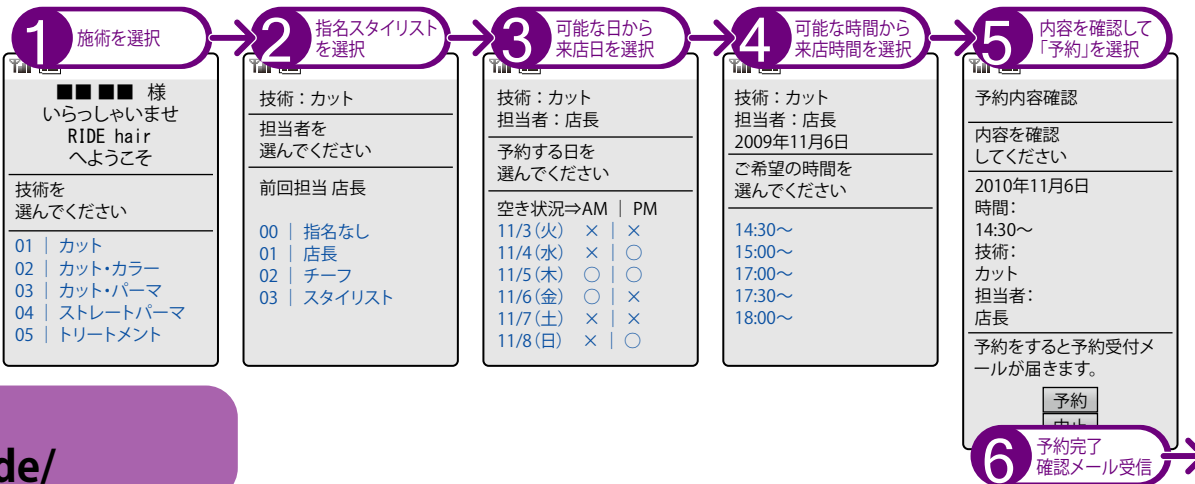 1 施術を選択
■■ ■■ 様
いらっしゃいませ
RIDE hair
へようこそ
技術を
選んでください
01 | カット
02 | カット・カラー
03 | カット・パーマ
04 | ストレートパーマ
05 | トリートメント
2 指名スタイリスト
を選択
技術：カット
担当者を
選んでください
前回担当 店長
00 | 指名なし
01 | 店長
02 | チーフ
03 | スタイリスト
3 可能な日から
来店日を選択
技術：カット
担当者：店長
予約する日を
選んでください
空き状況⇒AM | PM
11/3（火） × | ×
11/4（水） × | ○
11/5（木） ○ | ○
11/6（金） ○ | ×
11/7（土） × | ×
11/8（日） × | ○
4 可能な時間から
来店時間を選択
技術：カット
担当者：店長
2009年11月6日
ご希望の時間を
選んでください
14:30〜
15:00〜
17:00〜
17:30〜
18:00〜
5 内容を確認して
「予約」を選択
予約内容確認
内容を確認
してください
2010年11月6日
時間：
14:30〜
技術：
カット
担当者：
店長
予約をすると予約受付メ
ールが届きます。
予約
6 予約完了
確認メール受信
de/